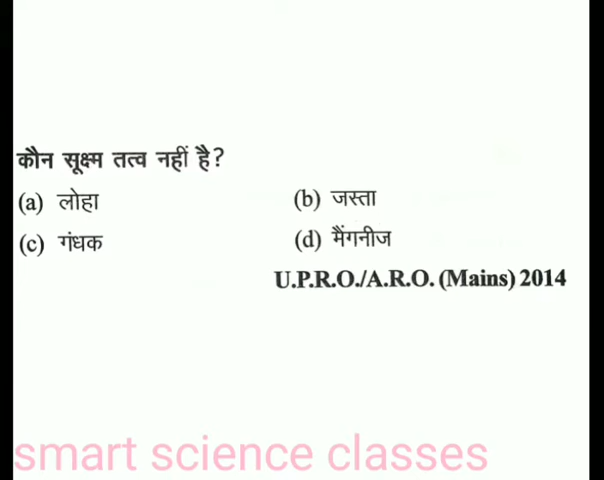 कौन सूक्ष्म तत्व नहीं है?
(a) लोहा (b) जस्ता
(c) गंधक (d) मैंगनीज
U.P.R.O./A.R.O. (Mains) 2014
smart science classes